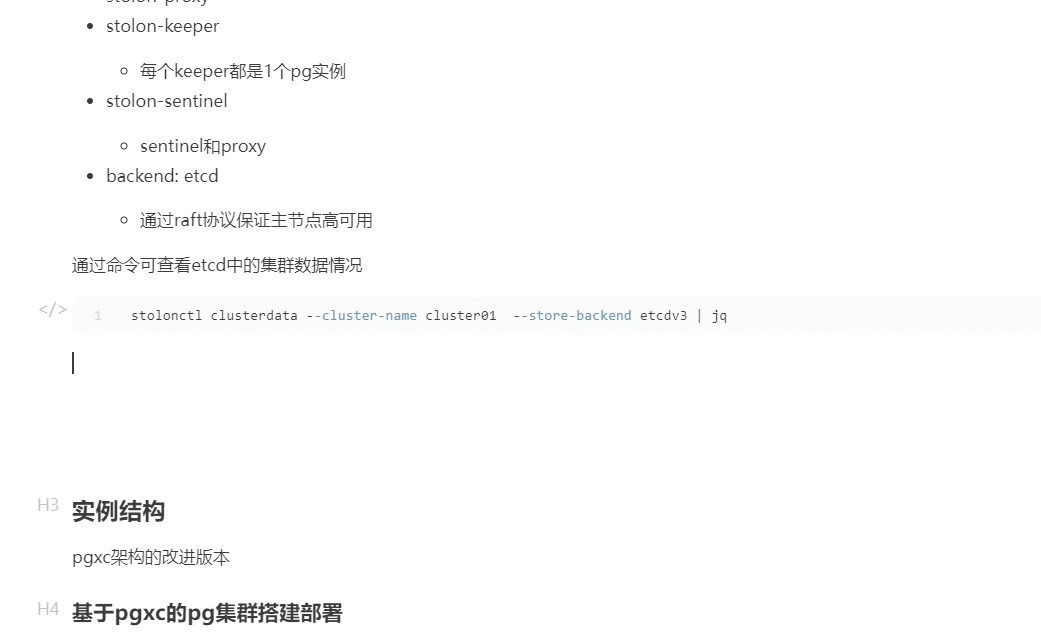 stolon-proxy
stolon-keeper
每个keeper都是1个pg实例
stolon-sentinel
sentinel和proxy
backend: etcd
通过raft协议保证主节点高可用
通过命令可查看etcd中的集群数据情况
</> 1 stolonctl clusterdata --cluster-name cluster01  --store-backend etcdv3 | jq
H3 实例结构
pgxc架构的改进版本
H4 基于pgxc的pg集群搭建部署